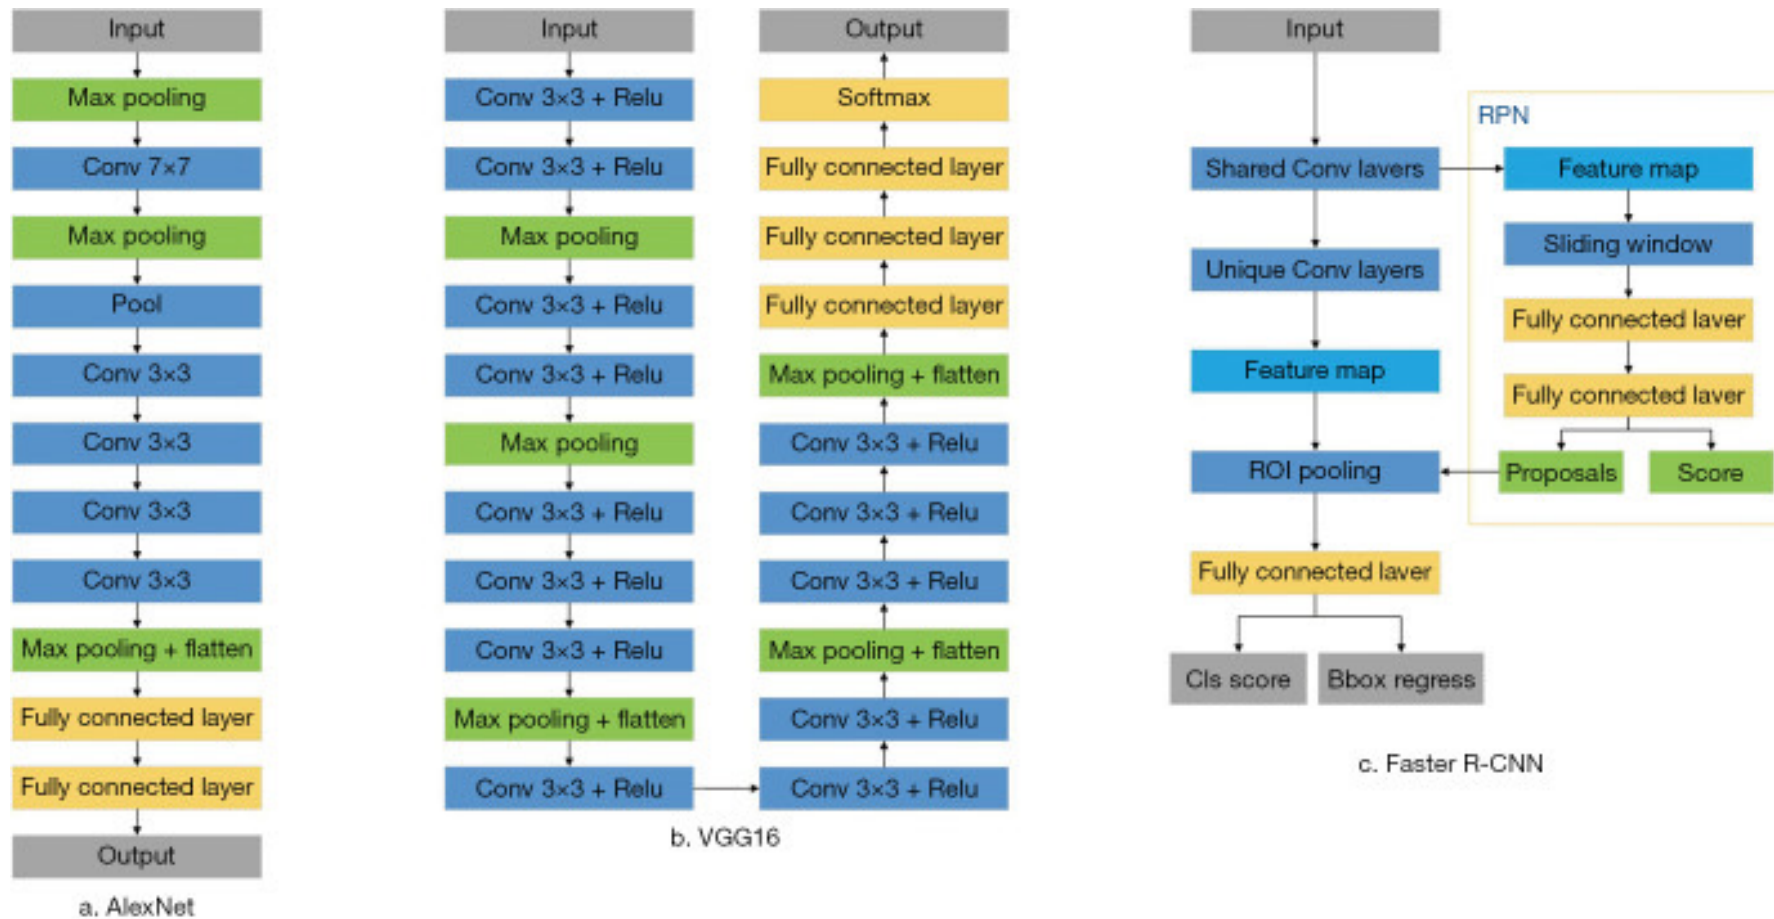 Input
Max pooling
Conv 7×7
Max pooling
Pool
Conv 3×3
Conv 3×3
Conv 3×3
Conv 3×3
Max pooling + flatten
Fully connected layer
Fully connected layer
Output
a. AlexNet
Input
Conv 3×3 + Relu
Conv 3×3 + Relu
Max pooling
Conv 3×3 + Relu
Conv 3×3 + Relu
Max pooling
Conv 3×3 + Relu
Conv 3×3 + Relu
Conv 3×3 + Relu
Max pooling + flatten
Conv 3×3 + Relu
Output
Softmax
Fully connected layer
Fully connected layer
Fully connected layer
Max pooling + flatten
Conv 3×3 + Relu
Conv 3×3 + Relu
Conv 3×3 + Relu
Max pooling + flatten
Conv 3×3 + Relu
Conv 3×3 + Relu
b. VGG16
Input
Shared Conv lavers
Unique Conv layers
Feature map
ROI pooling
Fully connected laver
Cls score
Bbox regress
RPN
Feature map
Sliding window
Fully connected laver
Fully connected laver
Proposals
Score
c. Faster R-CNN